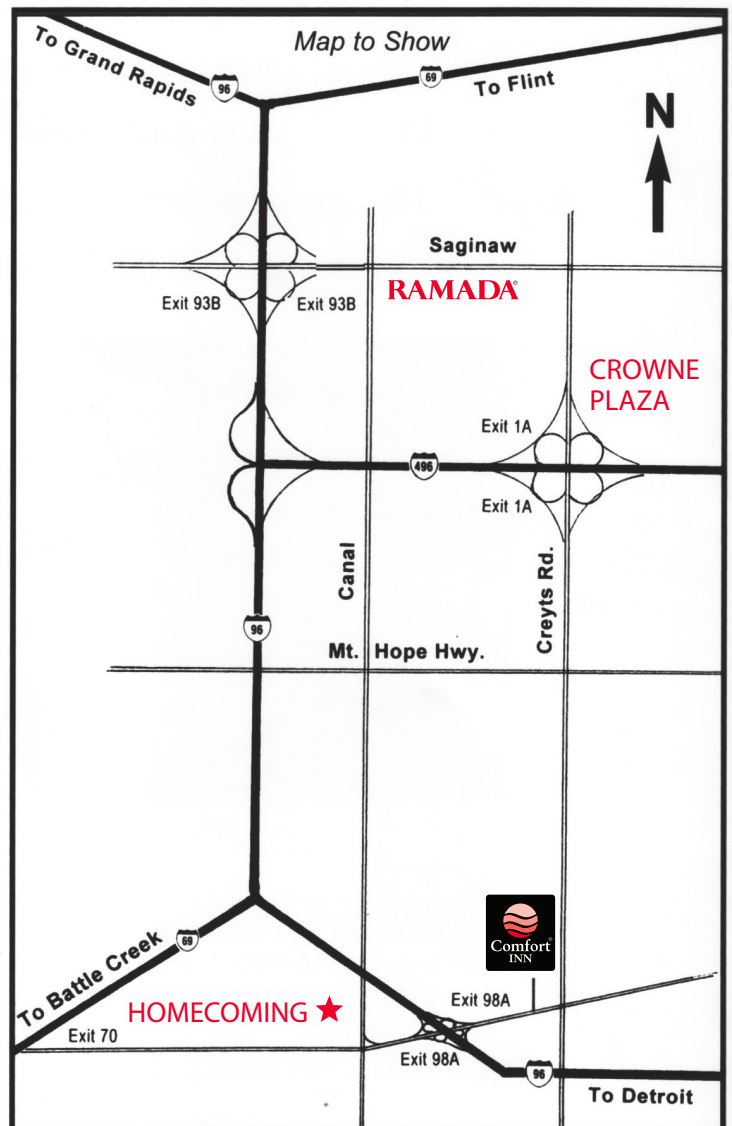 Map to Show
To Grand Rapids
96
69
To Flint
N
Saginaw
RAMADA®
Exit 93B
Exit 93B
CROWNE
PLAZA
Exit 1A
496
Exit 1A
Canal
Creyts Rd.
96
Mt. Hope Hwy.
Comfort®
INN
69
To Battle Creek
HOMECOMING
Exit 98A
Exit 70
Exit 98A
96
To Detroit